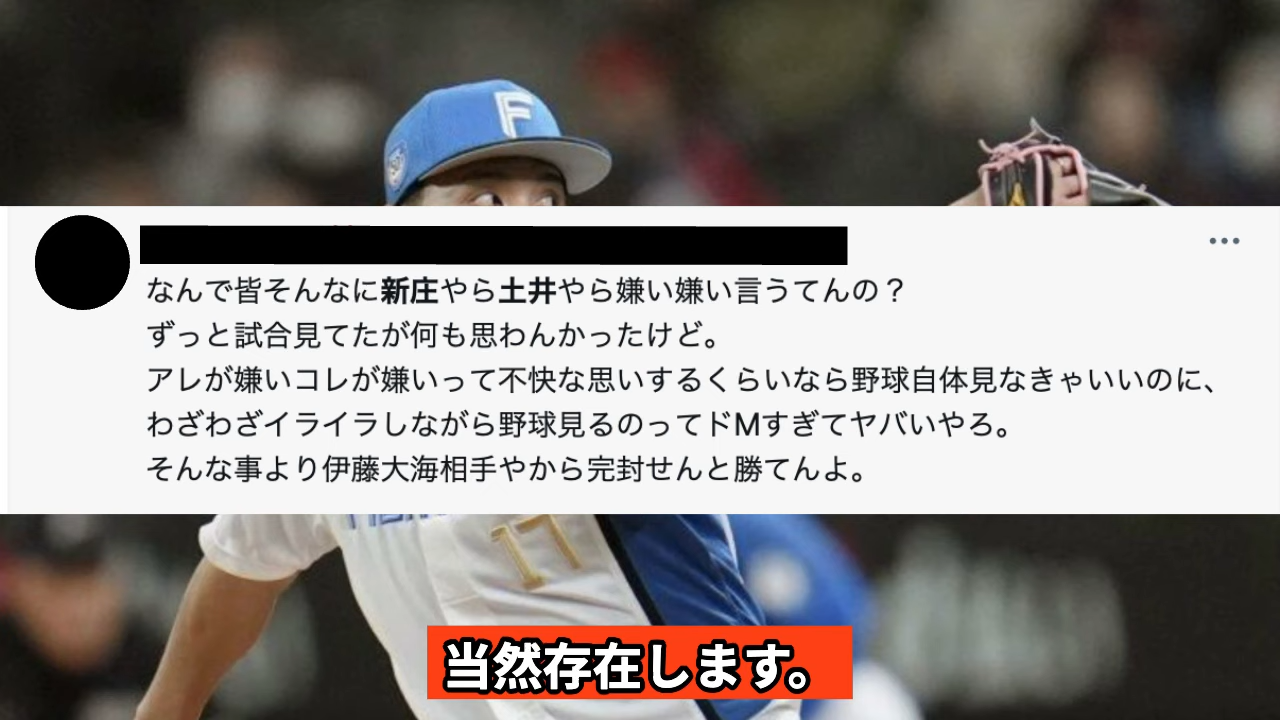 F
なんで皆そんなに新庄やら土井やら嫌い嫌い言うてんの？
ずっと試合見てたが何も思わんかったけど。
アレが嫌いコレが嫌いって不快な思いするくらいなら野球自体見なきゃいいのに、
わざわざイライラしながら野球見るのってドMすぎてヤバいやろ。
そんな事より伊藤大海相手やから完封せんと勝てんよ。
17
当然存在します。